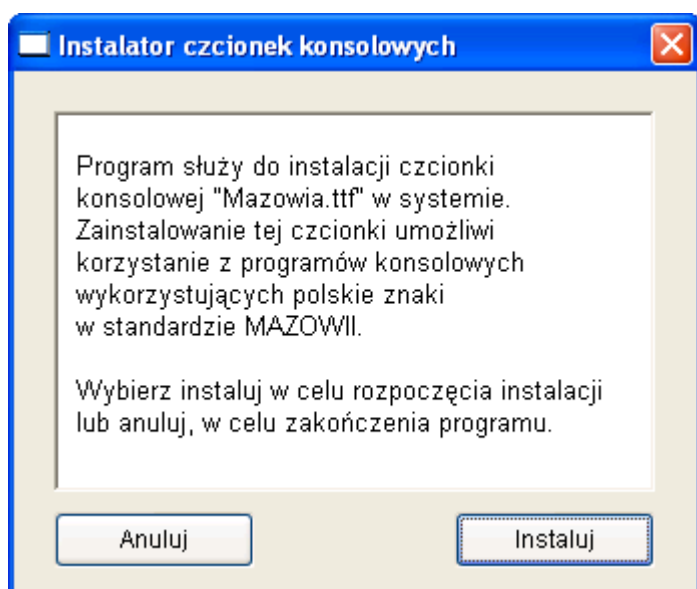 Instalator czcionek konsolowych
Program służy do instalacji czcionki
konsolowej "Mazowia.ttf" w systemie.
Zainstalowanie tej czcionki umożliwi
korzystanie z programów konsolowych
wykorzystujących polskie znaki
w standardzie MAZOWII.
Wybierz instaluj w celu rozpoczęcia instalacji
lub anuluj, w celu zakończenia programu.
Anuluj
Instaluj